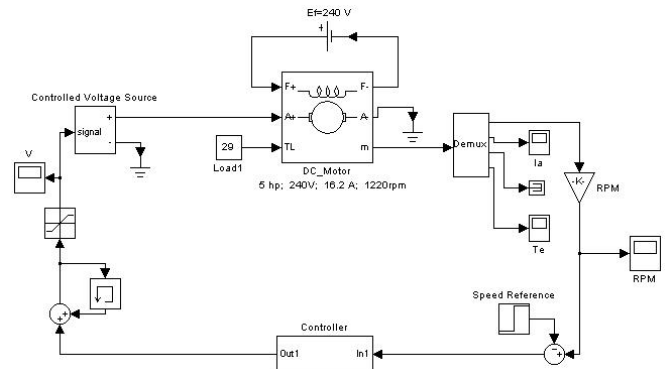 Ef=240 V
+
Controlled Voltage Source
signal
+
-
F+
F-
A+
A-
TL
m
29
Load1
DC_Motor
5 hp; 240V; 16.2 A; 1220rpm
Demux
Ia
Te
-K-
RPM
RPM
V
Speed Reference
Controller
Out1
In1
+
+
-
+